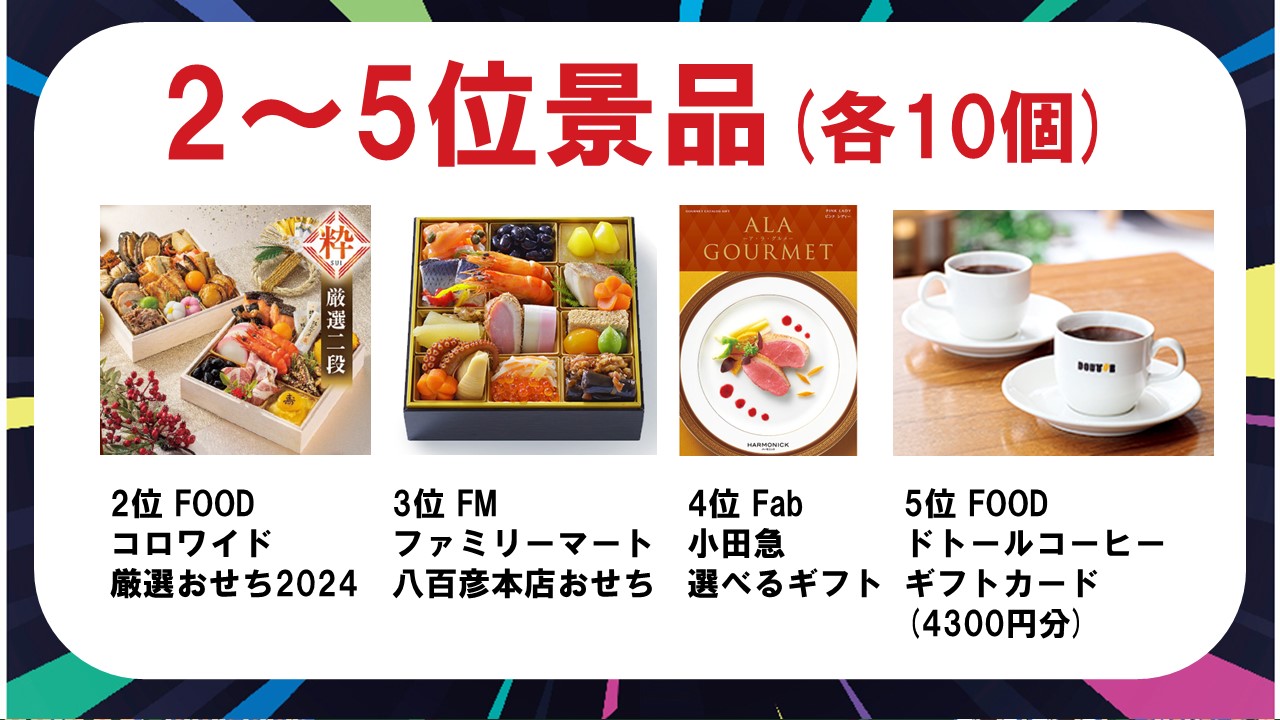 2～5位景品(各10個)
粋
SUI
厳選二段
ALA
GOURMET
HARMONICK
DOUTOR
2位 FOOD
コロワイド
厳選おせち2024
3位 FM
ファミリーマート
八百彦本店おせち
4位 Fab
小田急
選べるギフト
5位 FOOD
ドトールコーヒー
ギフトカード
(4300円分)